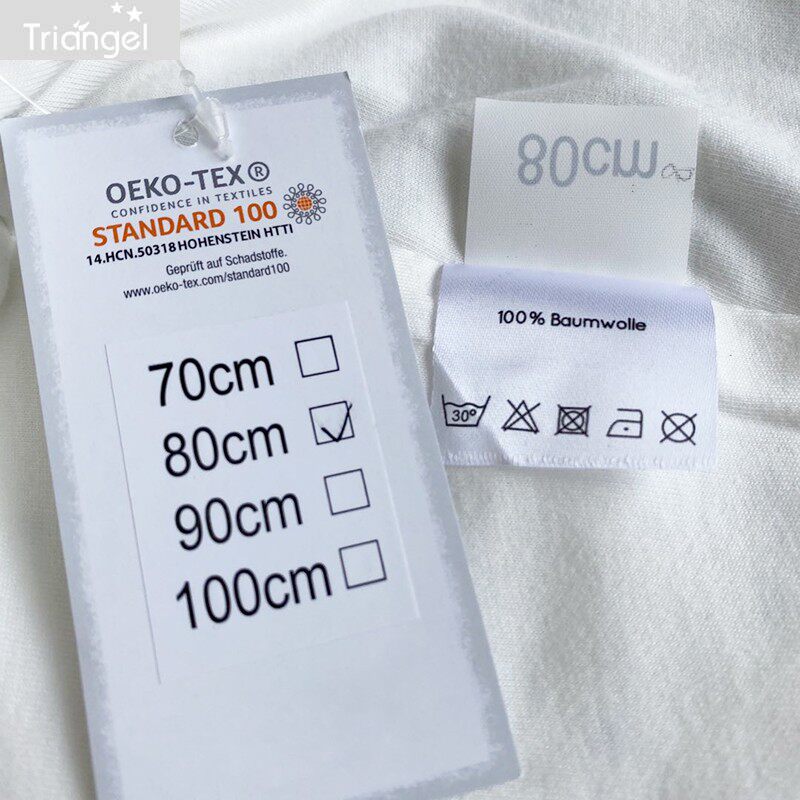 Triangel
OEKO-TEX®
CONFIDENCE IN TEXTILES
STANDARD 100
14.HCN.50318 HOHENSTEIN HTTI
Geprüft auf Schadstoffe.
www.oeko-tex.com/standard100
70cm
80cm
90cm
100cm
80cm
100% Baumwolle
30°